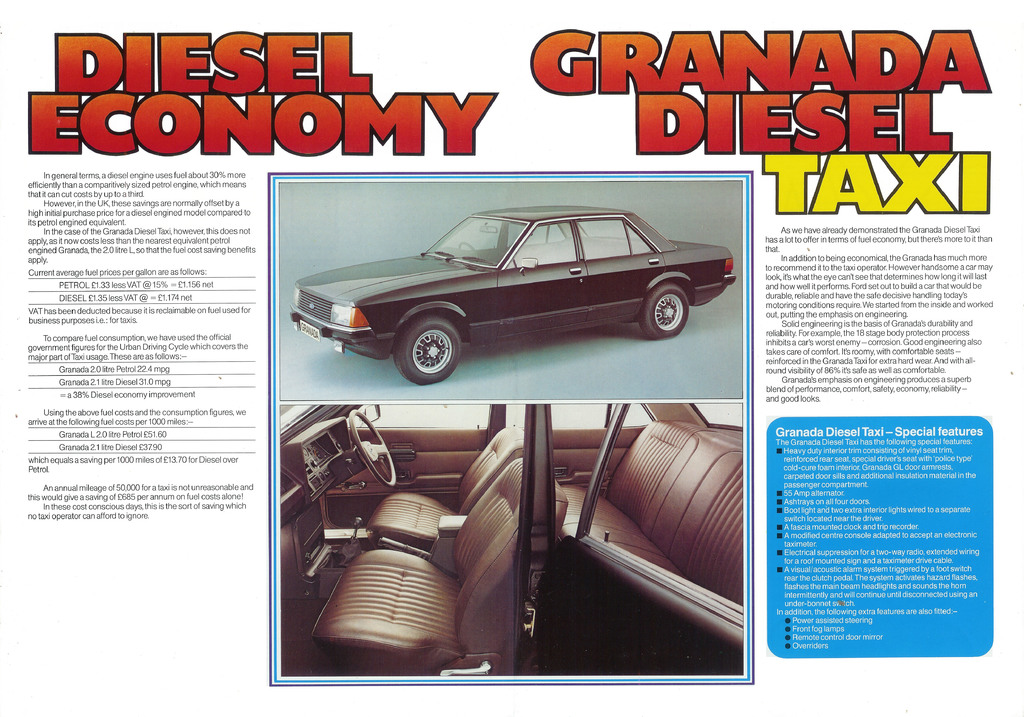 DIESEL
ECONOMY
In general terms, a diesel engine uses fuel about 30% more
efficiently than a comparitively sized petrol engine, which means
that it can cut costs by up to a third.
However, in the UK, these savings are normally offset by a
high initial purchase price for a diesel engined model compared to
its petrol engined equivalent.
In the case of the Granada Diesel Taxi, however, this does not
apply, as it now costs less than the nearest equivalent petrol
engined Granada, the 2.0 litre L, so that the fuel cost saving benefits
apply.
Current average fuel prices per gallon are as follows:
PETROL £1.33 less VAT @ 15% = £1.156 net
DIESEL £1.35 less VAT @ = £1.174 net
VAT has been deducted because it is reclaimable on fuel used for
business purposes i.e.: for taxis.
To compare fuel consumption, we have used the official
government figures for the Urban Driving Cycle which covers the
major part of Taxi usage. These are as follows:–
Granada 2.0 litre Petrol 22.4 mpg
Granada 2.1 litre Diesel 31.0 mpg
= a 38% Diesel economy improvement
Using the above fuel costs and the consumption figures, we
arrive at the following fuel costs per 1000 miles:–
Granada L 2.0 litre Petrol £51.60
Granada 2.1 litre Diesel £37.90
which equals a saving per 1000 miles of £13.70 for Diesel over
Petrol.
An annual mileage of 50,000 for a taxi is not unreasonable and
this would give a saving of £685 per annum on fuel costs alone!
In these cost conscious days, this is the sort of saving which
no taxi operator can afford to ignore.
GRANADA
GRANADA
DIESEL
TAXI
As we have already demonstrated the Granada Diesel Taxi
has a lot to offer in terms of fuel economy, but there's more to it than
that.
In addition to being economical, the Granada has much more
to recommend it to the taxi operator. However handsome a car may
look, it's what the eye can't see that determines how long it will last
and how well it performs. Ford set out to build a car that would be
durable, reliable and have the safe decisive handling today's
motoring conditions require. We started from the inside and worked
out, putting the emphasis on engineering.
Solid engineering is the basis of Granada's durability and
reliability. For example, the 18 stage body protection process
inhibits a car's worst enemy – corrosion. Good engineering also
takes care of comfort. It's roomy, with comfortable seats –
reinforced in the Granada Taxi for extra hard wear. And with all-
round visibility of 86% it's safe as well as comfortable.
Granada's emphasis on engineering produces a superb
blend of performance, comfort, safety, economy, reliability –
and good looks.
Granada Diesel Taxi – Special features
The Granada Diesel Taxi has the following special features:
■ Heavy duty interior trim consisting of vinyl seat trim,
reinforced rear seat, special driver's seat with 'police type'
cold-cure foam interior, Granada GL door armrests,
carpeted door sills and additional insulation material in the
passenger compartment.
■ 55 Amp alternator.
■ Ashtrays on all four doors.
■ Boot light and two extra interior lights wired to a separate
switch located near the driver.
■ A fascia mounted clock and trip recorder.
■ A modified centre console adapted to accept an electronic
taximeter.
■ Electrical suppression for a two-way radio, extended wiring
for a roof mounted sign and a taximeter drive cable.
■ A visual/acoustic alarm system triggered by a foot switch
rear the clutch pedal. The system activates hazard flashes,
flashes the main beam headlights and sounds the horn
intermittently and will continue until disconnected using an
under-bonnet switch.
In addition, the following extra features are also fitted:–
● Power assisted steering
● Front fog lamps
● Remote control door mirror
● Overriders